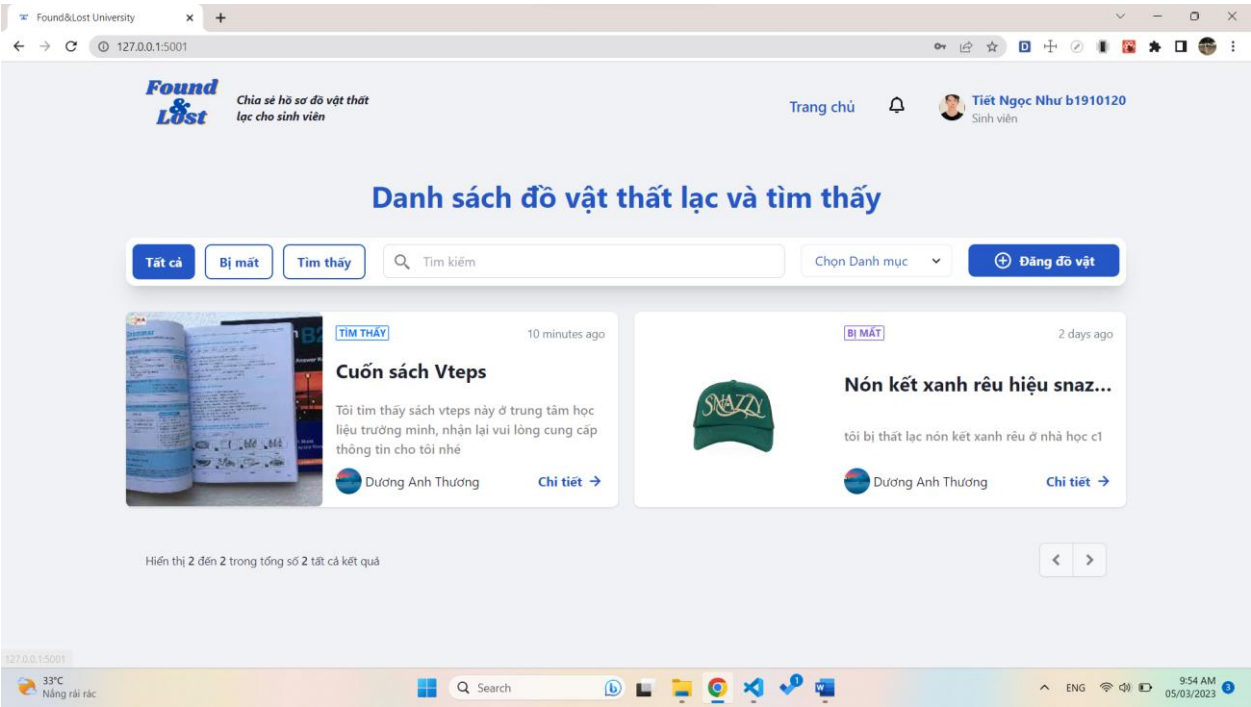 Found&Lost University
127.0.0.1:5001
Found
&
Lost
Chia sẻ hồ sơ đồ vật thất
lạc cho sinh viên
Trang chủ
Tiết Ngọc Như b1910120
Sinh viên
Danh sách đồ vật thất lạc và tìm thấy
Tất cả
Bị mất
Tìm thấy
Tìm kiếm
Chọn Danh mục
Đăng đồ vật
TÌM THẤY
10 minutes ago
Cuốn sách Vteps
Tôi tìm thấy sách vteps này ở trung tâm học
liệu trường mình, nhận lại vui lòng cung cấp
thông tin cho tôi nhé
Dương Anh Thương
Chi tiết
SNAZZY
BỊ MẤT
2 days ago
Nón kết xanh rêu hiệu snaz...
tôi bị thất lạc nón kết xanh rêu ở nhà học c1
Dương Anh Thương
Chi tiết
Hiển thị 2 đến 2 trong tổng số 2 tất cả kết quả
127.0.0.1:5001
33°C
Nắng rải rác
Search
ENG
9:54 AM
05/03/2023
3